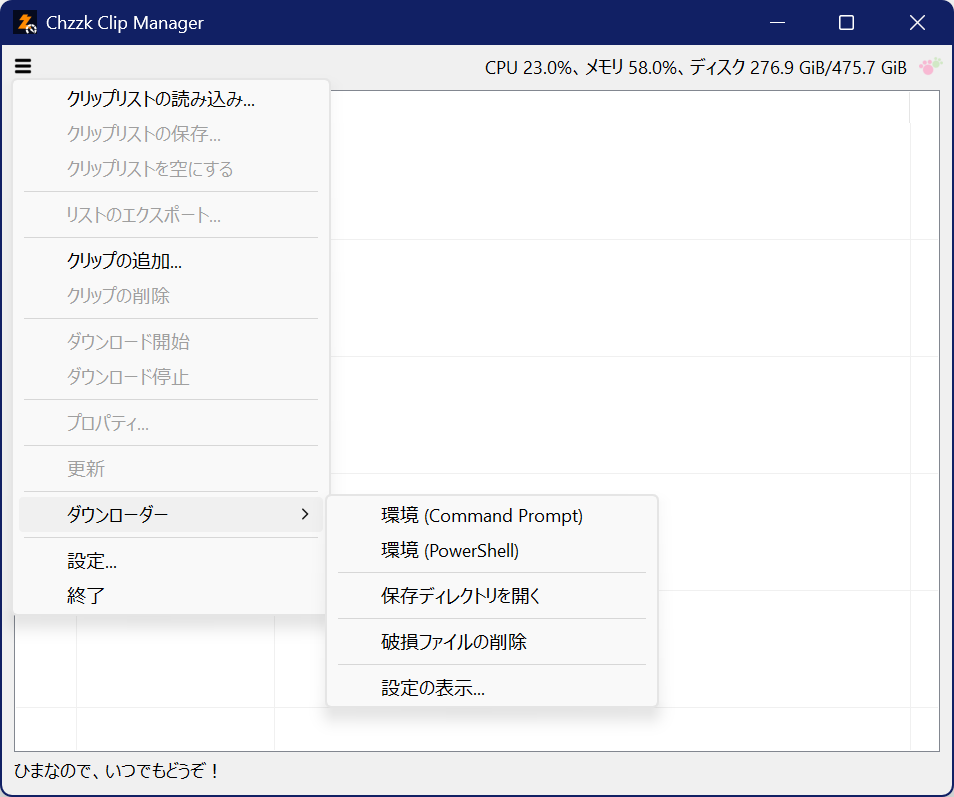 Chzzk Clip Manager
CPU 23.0%、メモリ 58.0%、ディスク 276.9 GiB/475.7 GiB
クリップリストの読み込み...
クリップリストの保存...
クリップリストを空にする
リストのエクスポート...
クリップの追加...
クリップの削除
ダウンロード開始
ダウンロード停止
プロパティ...
更新
ダウンローダー
設定...
終了
環境 (Command Prompt)
環境 (PowerShell)
保存ディレクトリを開く
破損ファイルの削除
設定の表示...
ひまなので、いつでもどうぞ！